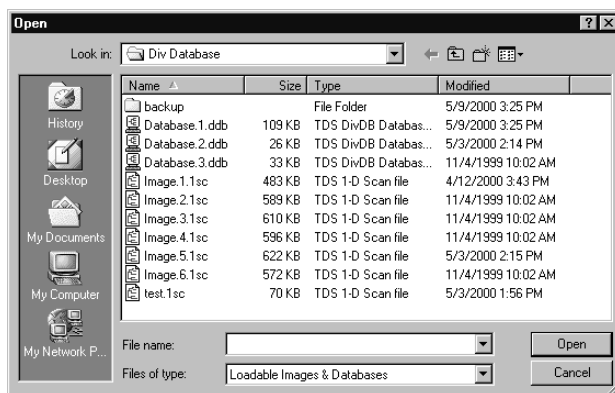 Open
Look in: Div Database
Name Size Type Modified
backup File Folder 5/9/2000 3:25 PM
Database.1.ddb 109 KB TDS DivDB Databas... 5/9/2000 3:25 PM
Database.2.ddb 26 KB TDS DivDB Databas... 5/3/2000 2:14 PM
Database.3.ddb 33 KB TDS DivDB Databas... 11/4/1999 10:02 AM
Image.1.1sc 483 KB TDS 1-D Scan file 4/12/2000 3:43 PM
Image.2.1sc 589 KB TDS 1-D Scan file 11/4/1999 10:02 AM
Image.3.1sc 610 KB TDS 1-D Scan file 11/4/1999 10:02 AM
Image.4.1sc 596 KB TDS 1-D Scan file 11/4/1999 10:02 AM
Image.5.1sc 622 KB TDS 1-D Scan file 5/3/2000 2:15 PM
Image.6.1sc 572 KB TDS 1-D Scan file 11/4/1999 10:02 AM
test.1sc 70 KB TDS 1-D Scan file 5/3/2000 1:56 PM
History
Desktop
My Documents
My Computer
My Network P...
File name: Open
Files of type: Loadable Images & Databases Cancel